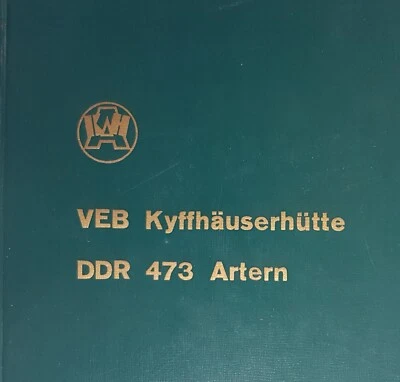 VEB Kyffhäuserhütte
DDR 473 Artern